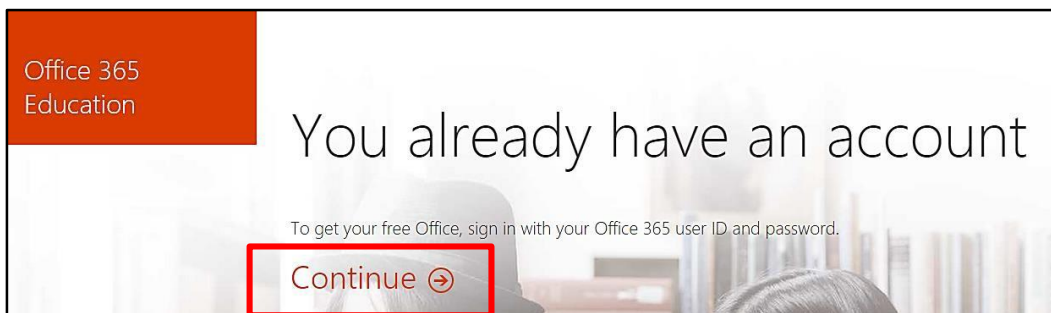 Office 365
Education
You already have an account
To get your free Office, sign in with your Office 365 user ID and password.
Continue